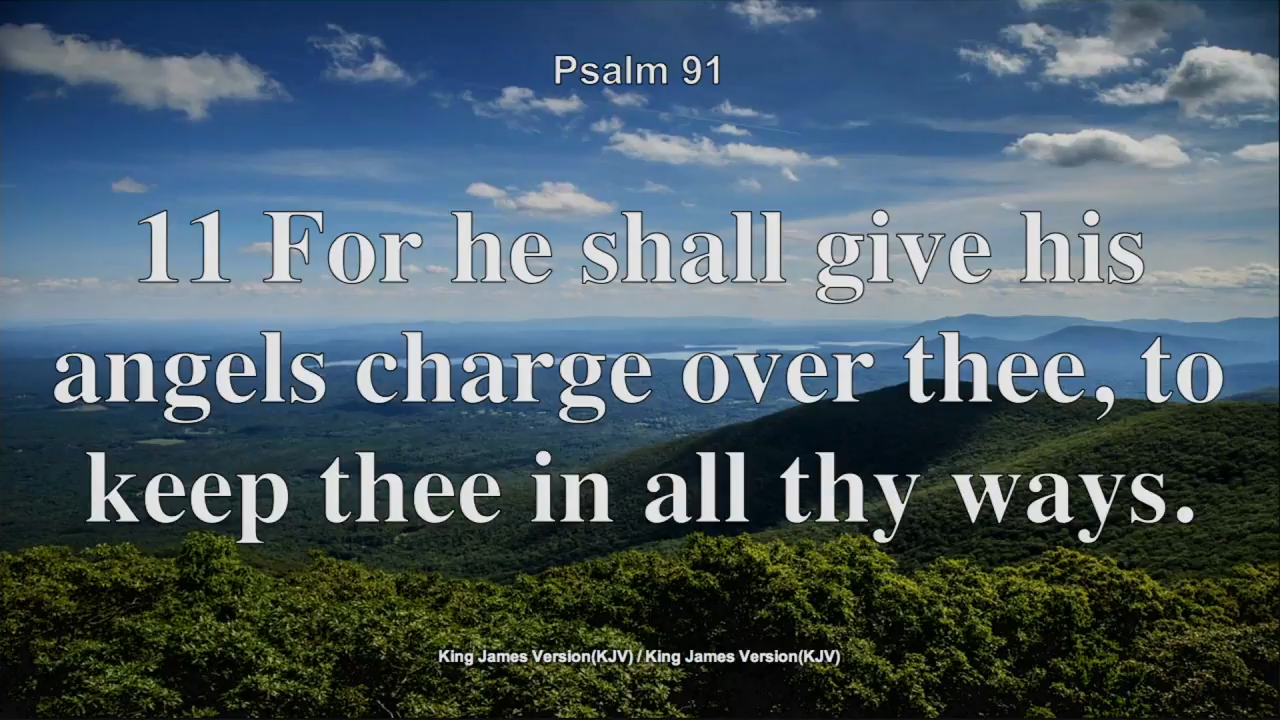 Psalm 91
11 For he shall give his
angels charge over thee, to
keep thee in all thy ways.
King James Version(KJV) / King James Version(KJV)